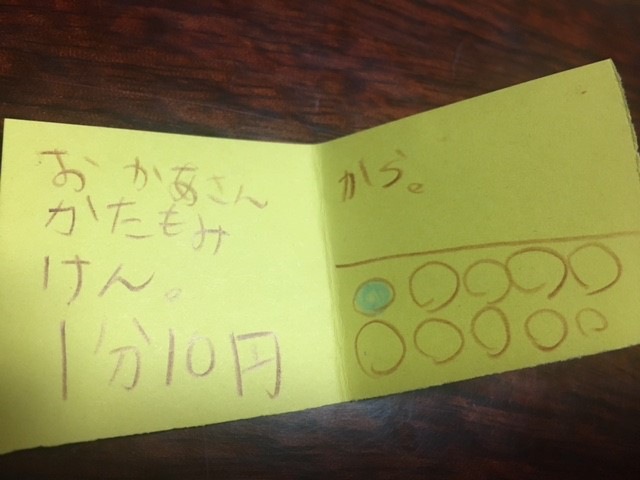 おかあさん
かたもみ
けん。
1分10円
から。